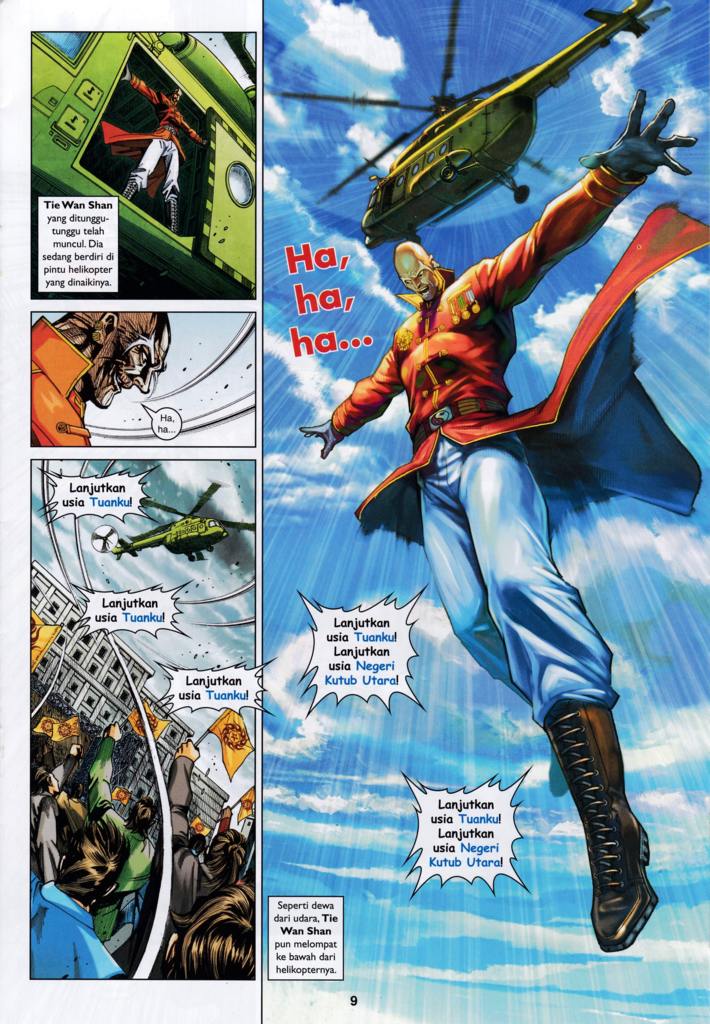 Tie Wan Shan
yang ditunggu-
tunggu telah
muncul. Dia
sedang berdiri di
pintu helikopter
yang dinaikinya.
Ha,
ha...
Lanjutkan
usia Tuanku!
Lanjutkan
usia Tuanku!
Lanjutkan
usia Tuanku!
Ha,
ha,
ha...
Lanjutkan
usia Tuanku!
Lanjutkan
usia Negeri
Kutub Utara!
Lanjutkan
usia Tuanku!
Lanjutkan
usia Negeri
Kutub Utara!
Seperti dewa
dari udara, Tie
Wan Shan
pun melompat
ke bawah dari
helikopternya.
9